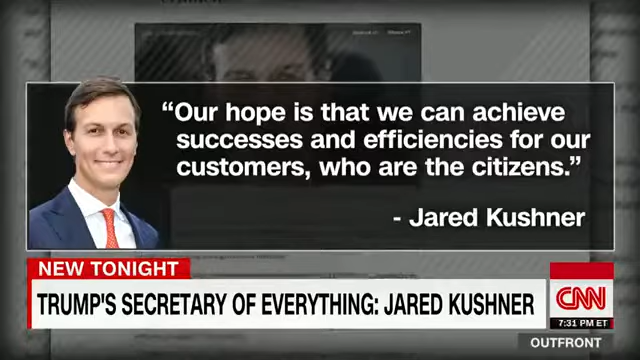 “Our hope is that we can achieve
successes and efficiencies for our
customers, who are the citizens.”
- Jared Kushner
NEW TONIGHT
TRUMP'S SECRETARY OF EVERYTHING: JARED KUSHNER
CNN
7:31 PM ET
OUTFRONT